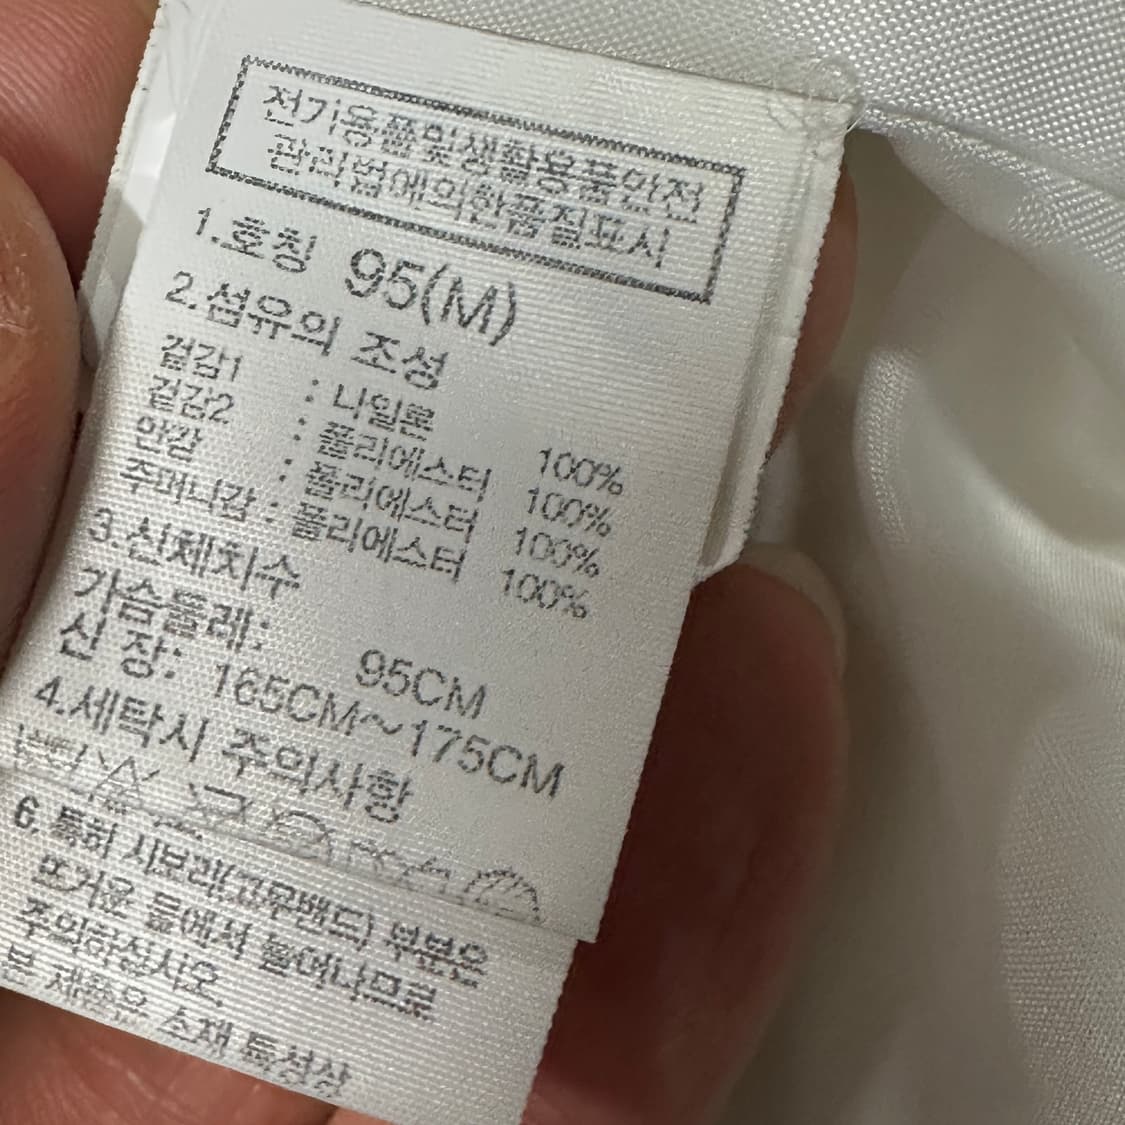 전기용품및생활용품안전
관리법에의한품질표시
1.호칭 95(M)
2.섬유의 조성
겉감1 : 나일론 100%
겉감2 : 폴리에스터 100%
안감 : 폴리에스터 100%
주머니감 : 폴리에스터 100%
3.신체치수
가슴둘레: 95CM
신 장: 165CM~175CM
4.세탁시 주의사항
6. 특히 시보리(고무밴드) 부분은
뜨거운 물에서 늘어나므로
주의하십시오.
본 제품은 소재 특성상